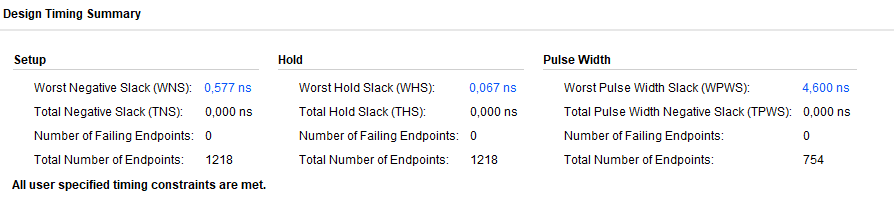 Design Timing Summary
Setup Hold Pulse Width
Worst Negative Slack (WNS): 0,577 ns Worst Hold Slack (WHS): 0,067 ns Worst Pulse Width Slack (WPWS): 4,600 ns
Total Negative Slack (TNS): 0,000 ns Total Hold Slack (THS): 0,000 ns Total Pulse Width Negative Slack (TPWS): 0,000 ns
Number of Failing Endpoints: 0 Number of Failing Endpoints: 0 Number of Failing Endpoints: 0
Total Number of Endpoints: 1218 Total Number of Endpoints: 1218 Total Number of Endpoints: 754
All user specified timing constraints are met.